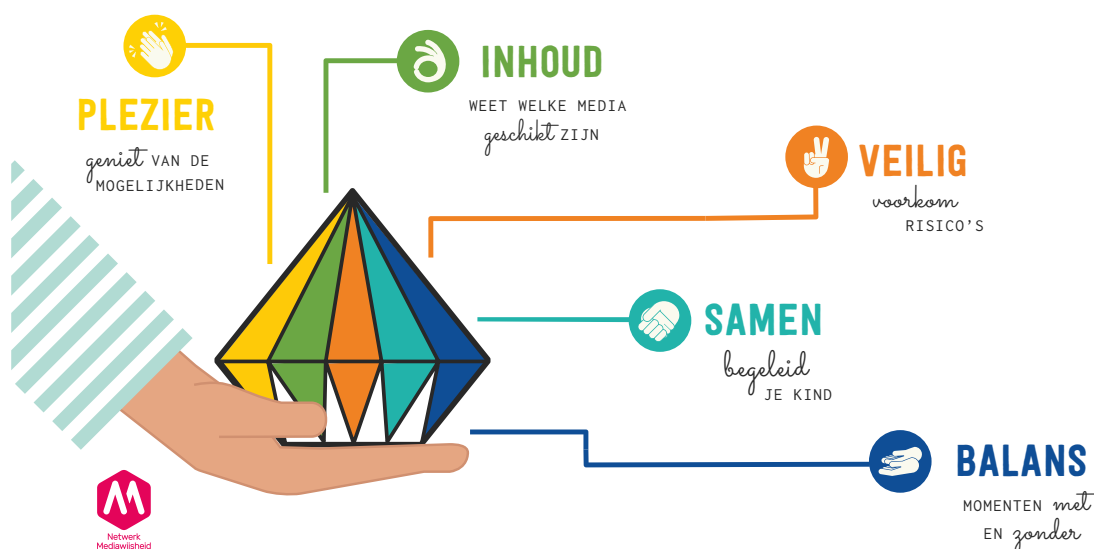 PLEZIER
geniet VAN DE
MOGELIJKHEDEN
INHOUD
WEET WELKE MEDIA
geschikt ZIJN
VEILIG
voorkom
RISICO'S
SAMEN
begeleid
JE KIND
BALANS
MOMENTEN met
EN zonder
Netwerk
Mediawijsheid